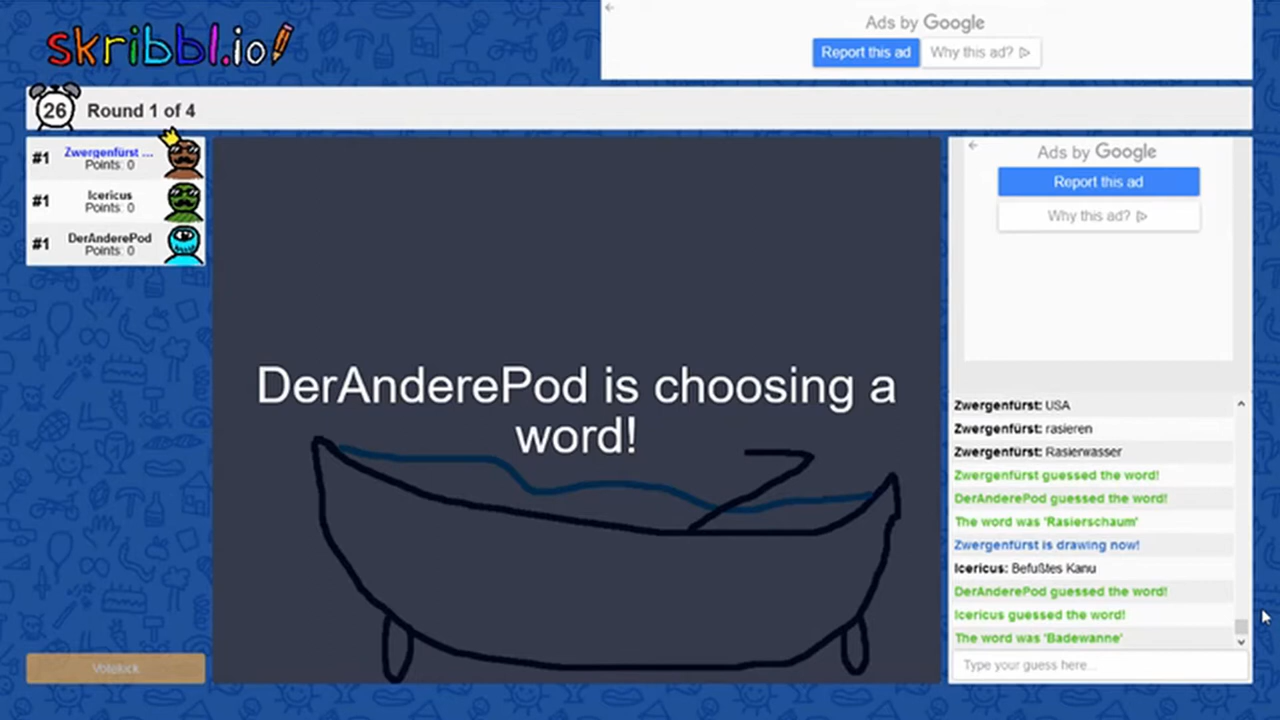 skribbl.io!
Ads by Google
Report this ad
Why this ad?
26
Round 1 of 4
#1
Zwergenfürst ...
Points: 0
#1
Icericus
Points: 0
#1
DerAnderePod
Points: 0
DerAnderePod is choosing a
word!
Votekick
Ads by Google
Report this ad
Why this ad?
Zwergenfürst: USA
Zwergenfürst: rasieren
Zwergenfürst: Rasierwasser
Zwergenfürst guessed the word!
DerAnderePod guessed the word!
The word was 'Rasierschaum'
Zwergenfürst is drawing now!
Icericus: Befußtes Kanu
DerAnderePod guessed the word!
Icericus guessed the word!
The word was 'Badewanne'
Type your guess here...